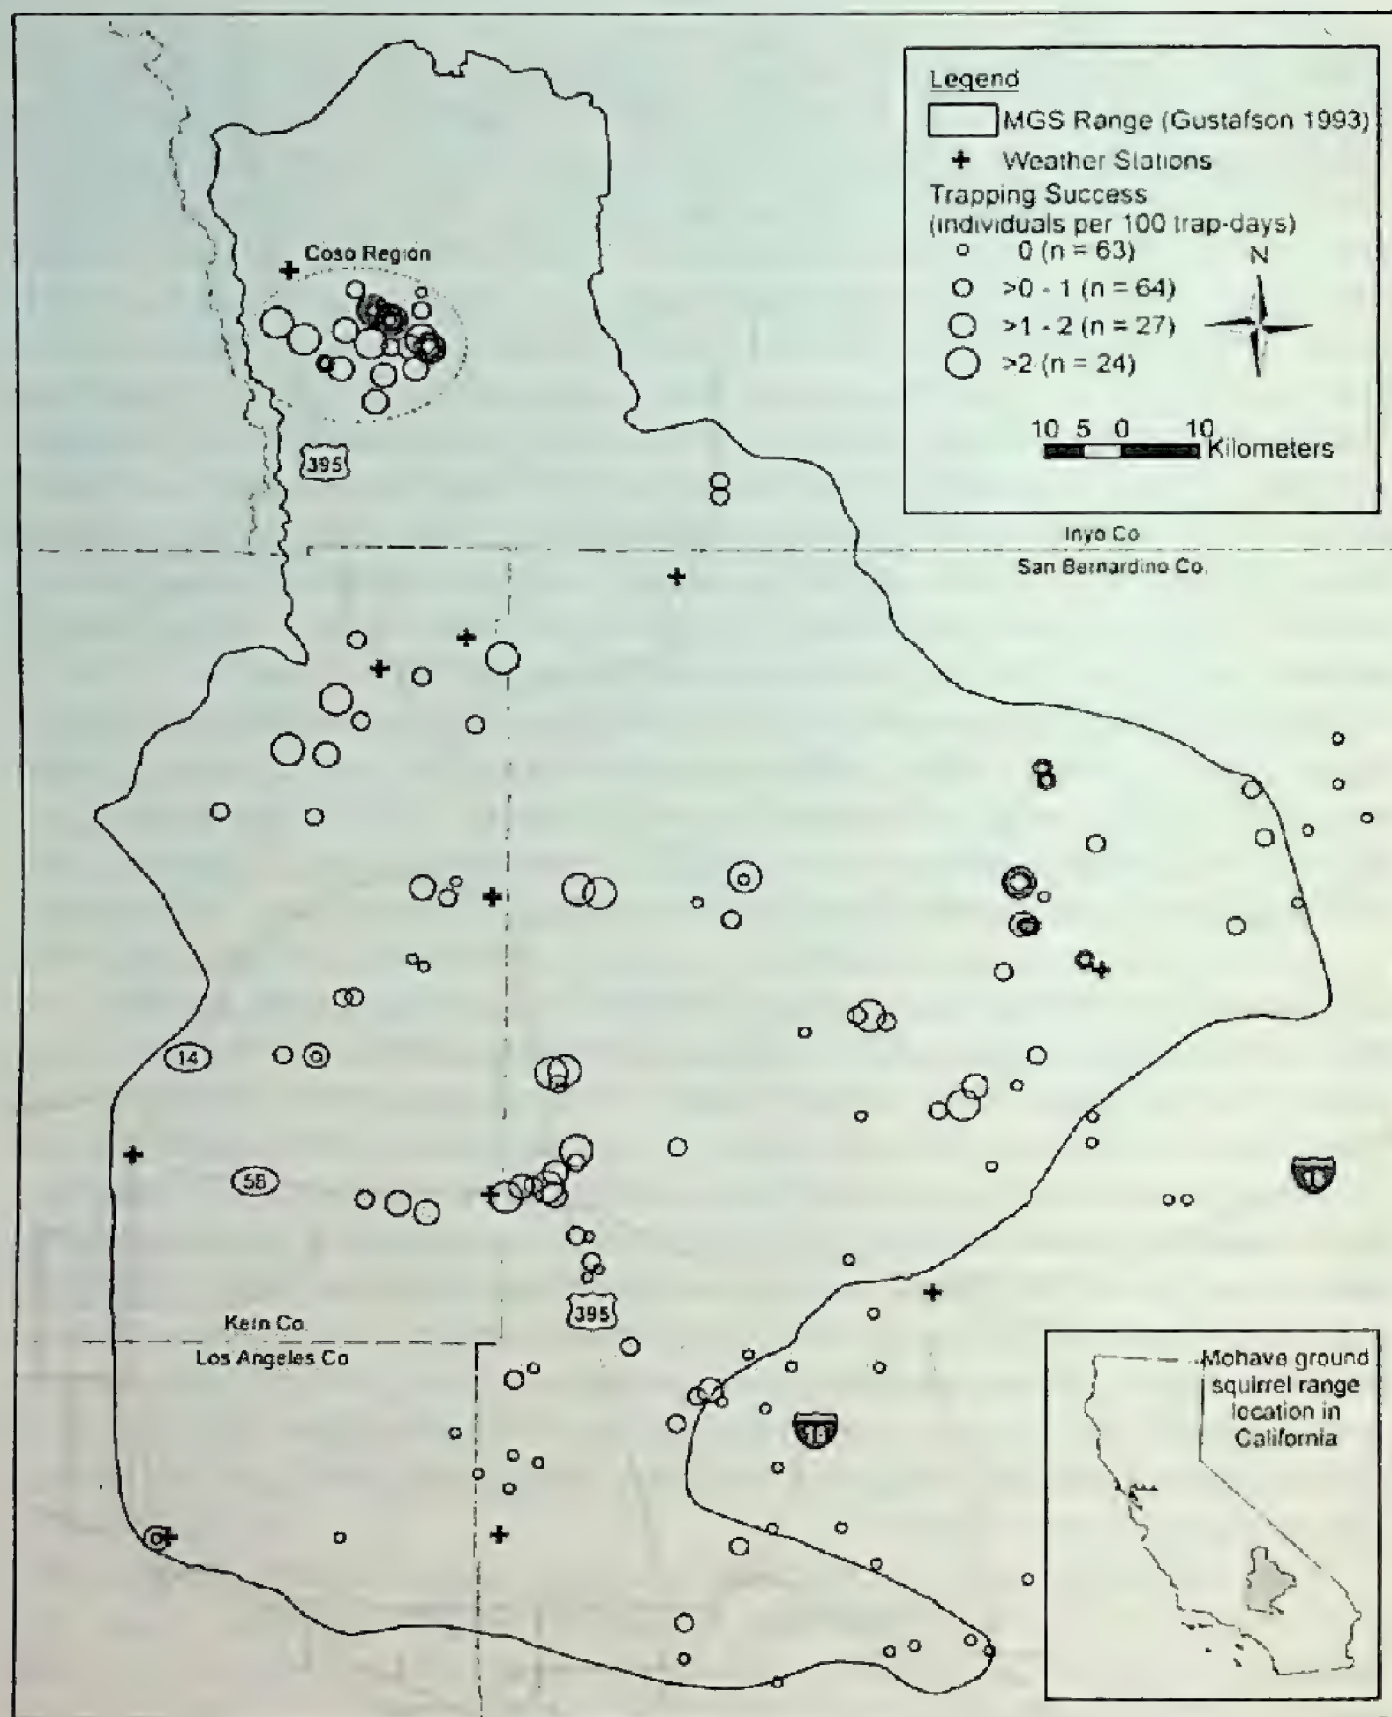 Legend
MGS Range (Gustafson 1993)
Weather Stations
Trapping Success
(individuals per 100 trap-days)
0 (n = 63)
>0 - 1 (n = 64)
>1 - 2 (n = 27)
>2 (n = 24)
N
10 5 0 10
Kilometers
Coso Region
395
Inyo Co
San Bernardino Co.
14
58
395
Kern Co.
Los Angeles Co
Mohave ground
squirrel range
location in
California